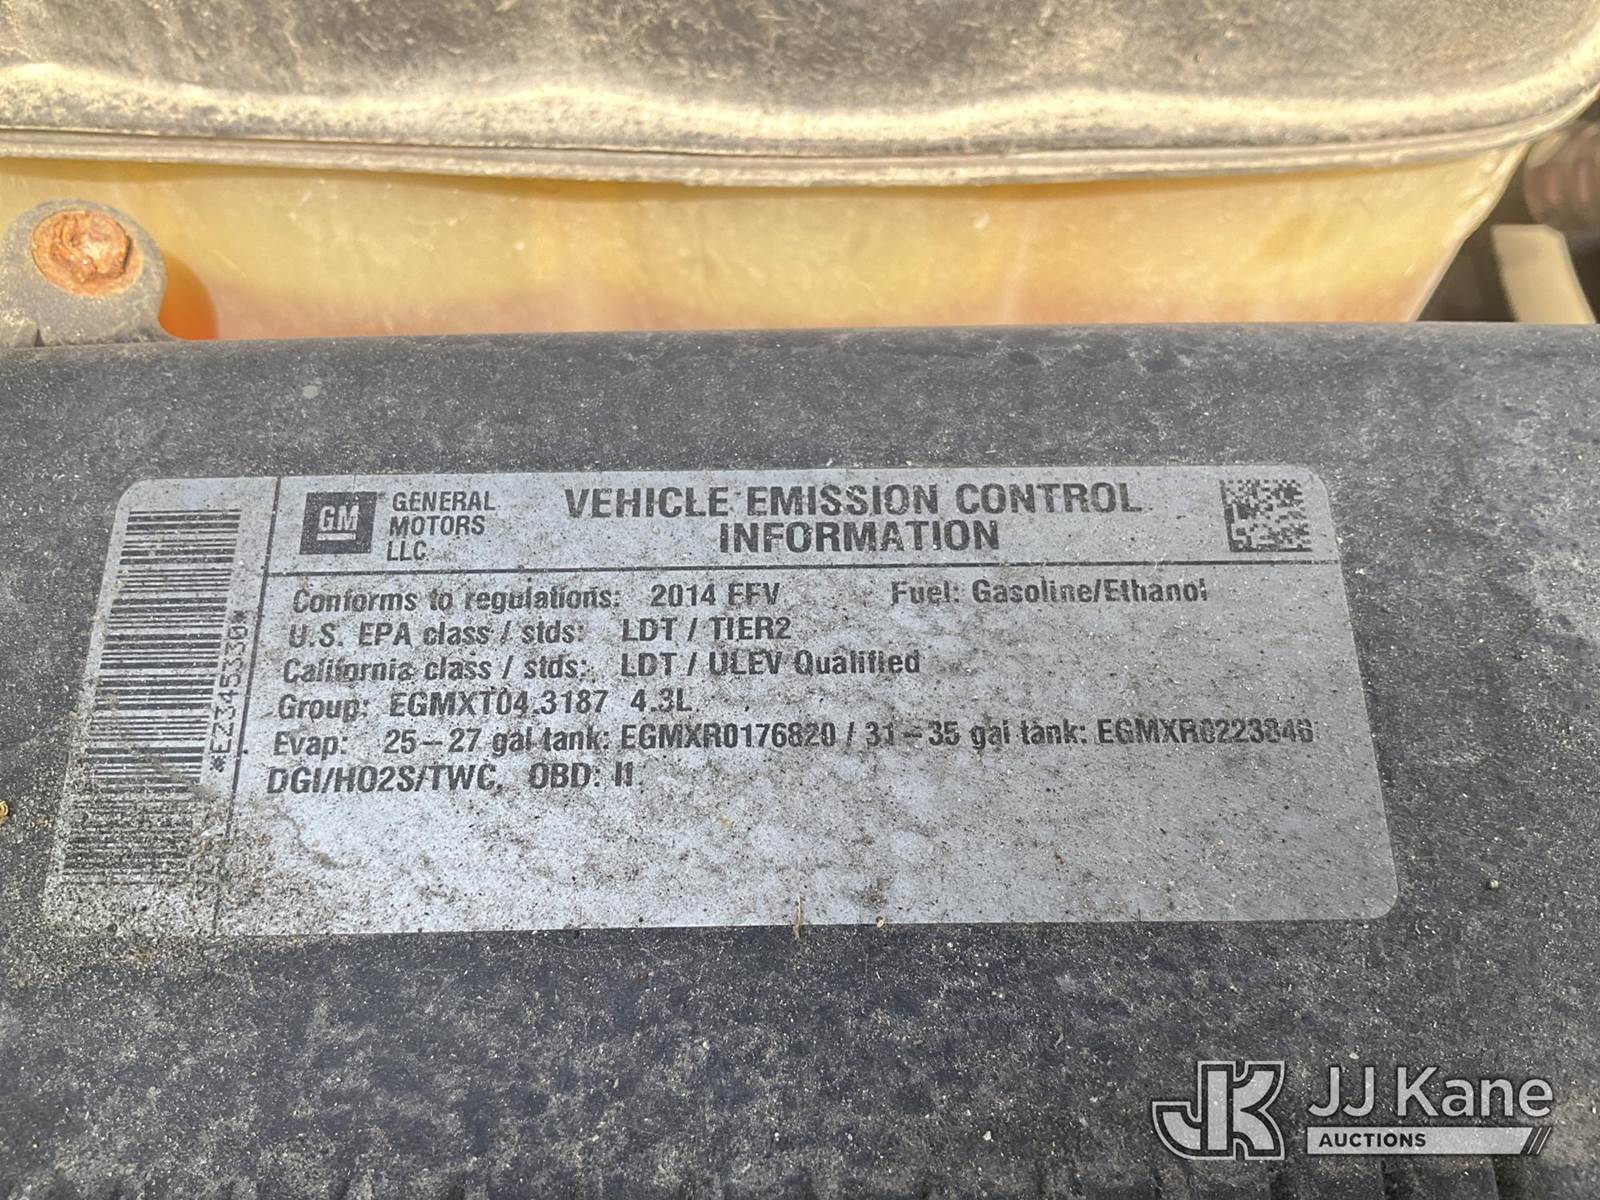 GM
GENERAL
MOTORS
LLC
VEHICLE EMISSION CONTROL
INFORMATION
Conforms to regulations: 2014 FFV Fuel: Gasoline/Ethanol
U.S. EPA class / stds: LDT / TIER2
California class / stds: LDT / ULEV Qualified
Group: EGMXT04.3187 4.3L
Evap: 25-27 gal tank: EGMXR0176820 / 31-35 gal tank: EGMXR0223846
DGI/HO2S/TWC, OBD: II
*EZ345330*
JK
JJ Kane
AUCTIONS